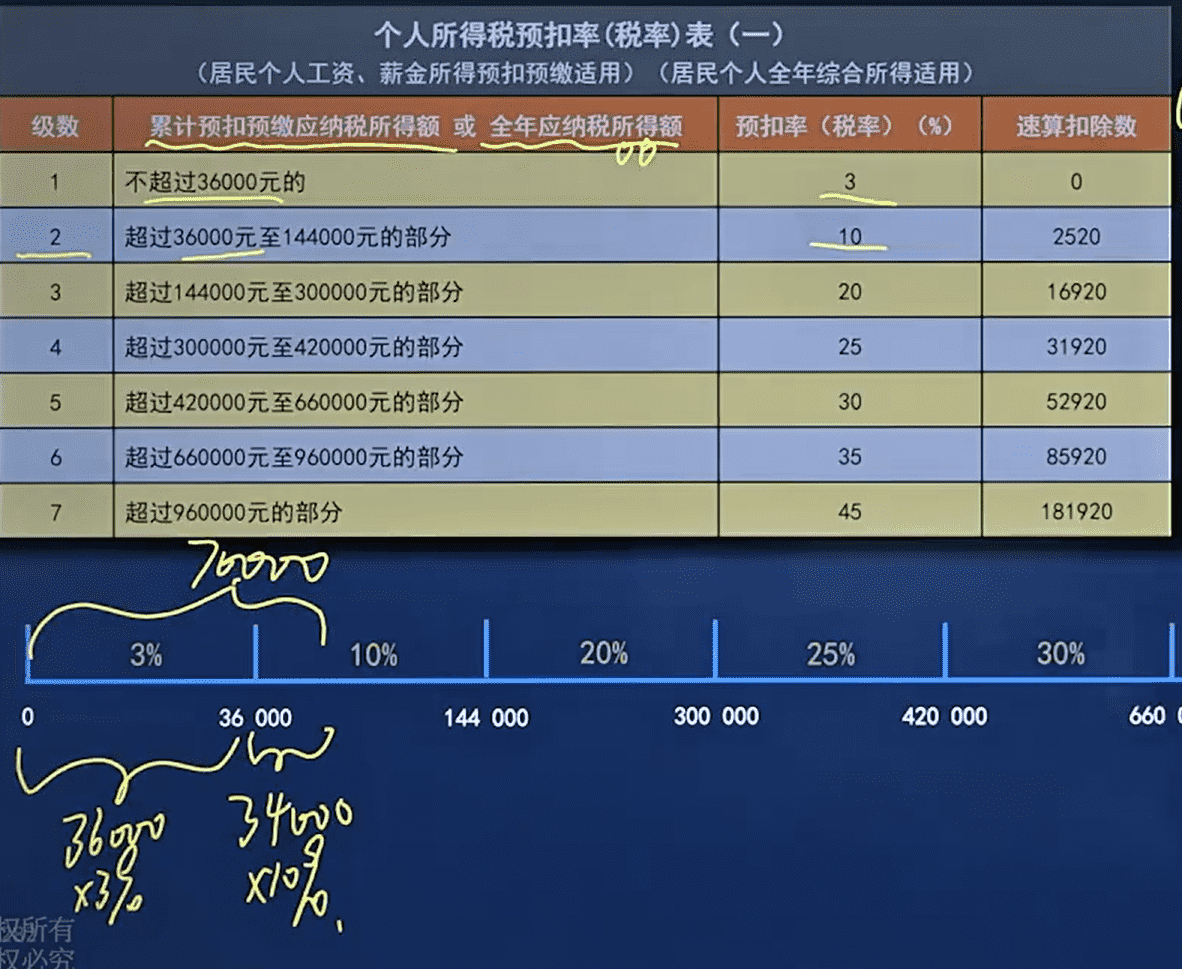 个人所得税预扣率(税率)表（一）
（居民个人工资、薪金所得预扣预缴适用）（居民个人全年综合所得适用）
级数 累计预扣预缴应纳税所得额 或 全年应纳税所得额 预扣率（税率）（%） 速算扣除数
1 不超过36000元的 3 0
2 超过36000元至144000元的部分 10 2520
3 超过144000元至300000元的部分 20 16920
4 超过300000元至420000元的部分 25 31920
5 超过420000元至660000元的部分 30 52920
6 超过660000元至960000元的部分 35 85920
7 超过960000元的部分 45 181920
70000
3% 10% 20% 25% 30%
0 36 000 144 000 300 000 420 000 660
36000 34000
×3% ×10%
权所有
权必究